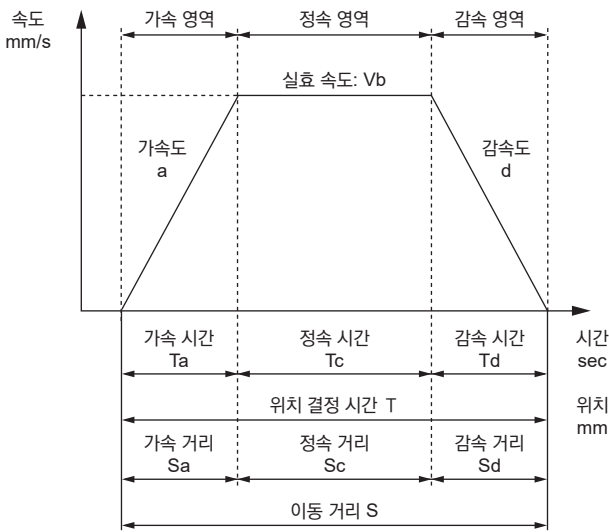 속도
mm/s
가속 영역
정속 영역
감속 영역
실효 속도: Vb
가속도
a
감속도
d
가속 시간
Ta
정속 시간
Tc
감속 시간
Td
시간
sec
위치 결정 시간 T
위치
mm
가속 거리
Sa
정속 거리
Sc
감속 거리
Sd
이동 거리 S